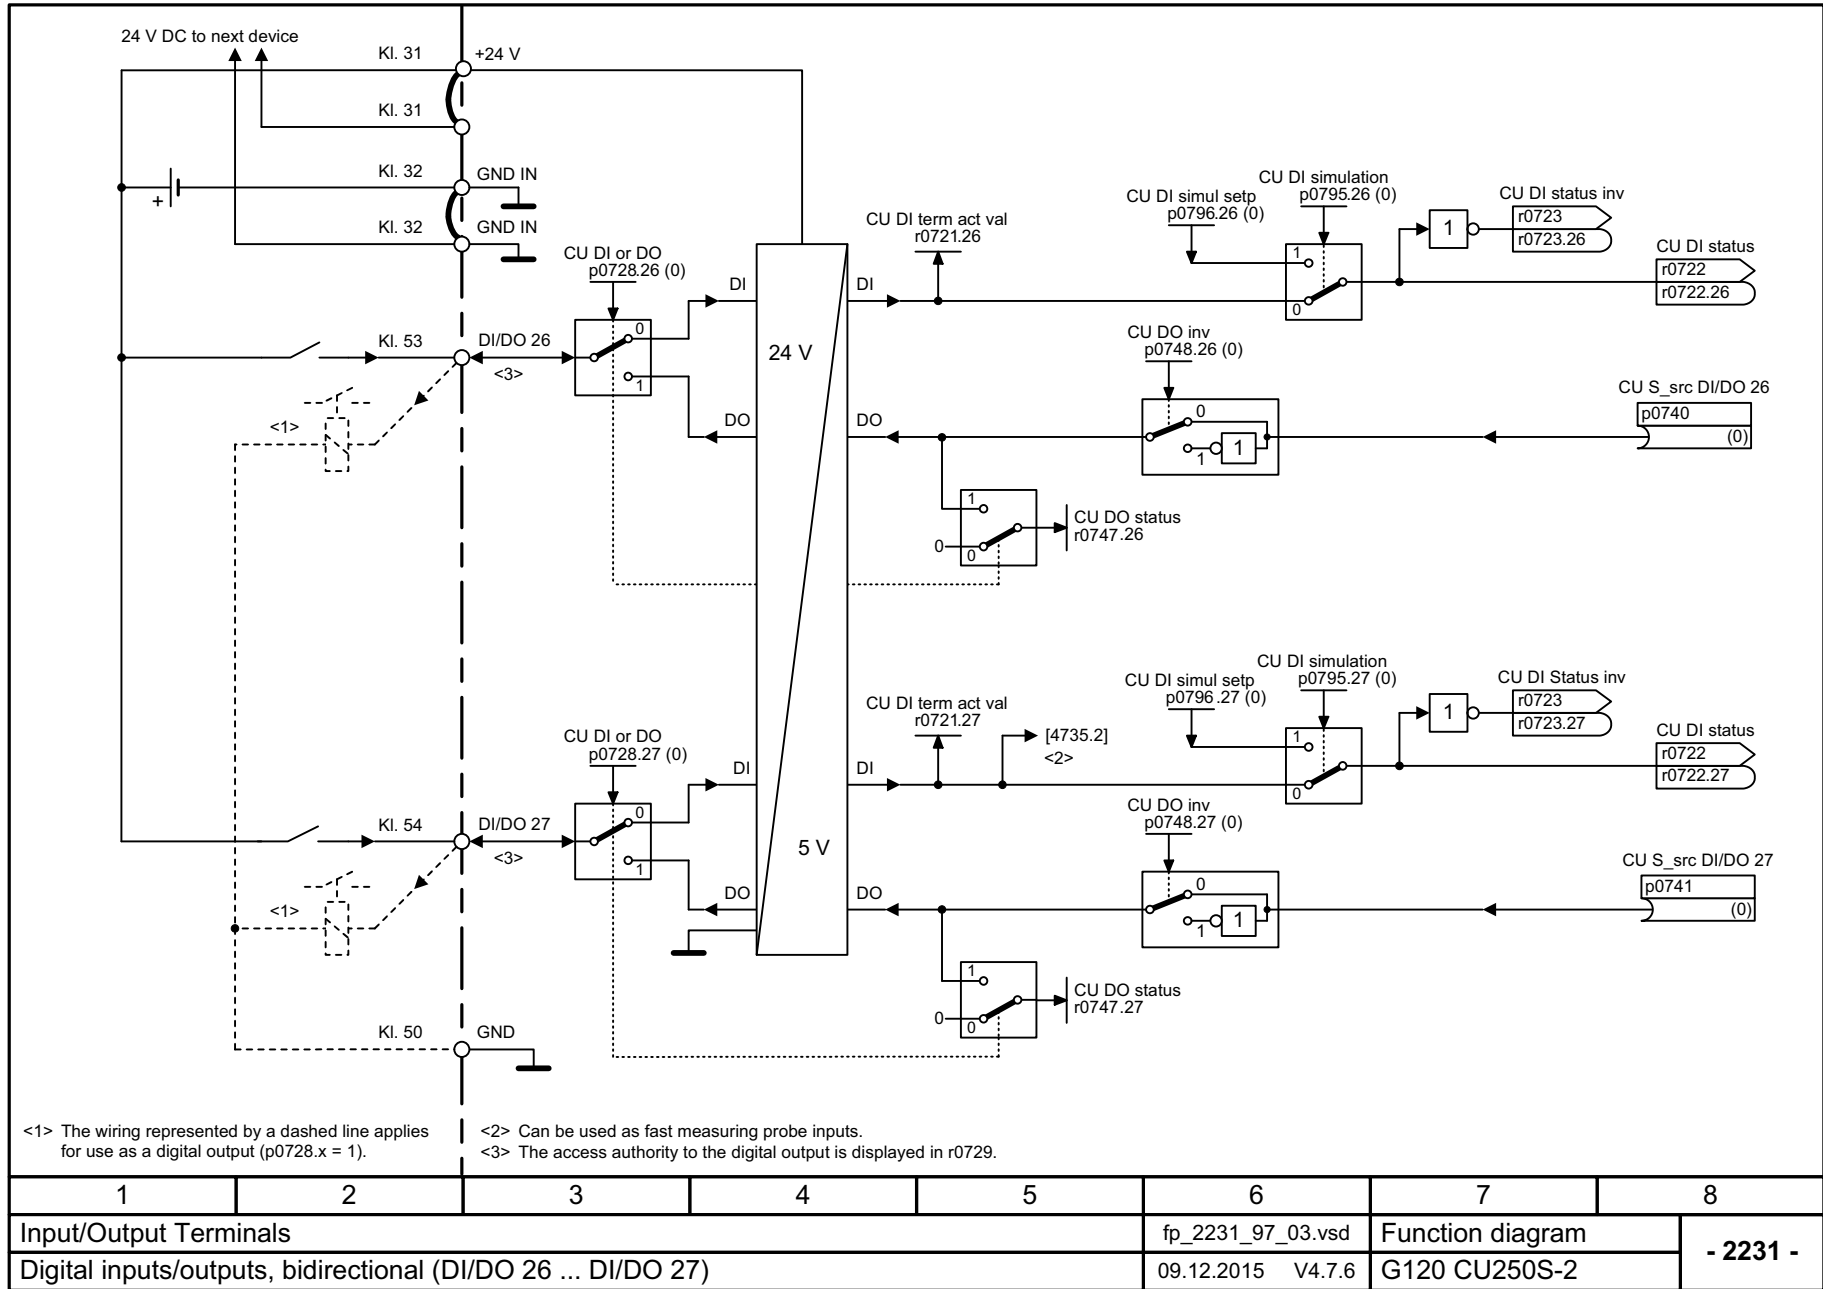 24 V DC to next device
Kl. 31
+24 V
Kl. 31
Kl. 32
GND IN
+
Kl. 32
GND IN
CU DI or DO
p0728.26 (0)
DI
DI
CU DI term act val
r0721.26
CU DI simul setp
p0796.26 (0)
CU DI simulation
p0795.26 (0)
1
0
1
CU DI status inv
r0723
r0723.26
CU DI status
r0722
r0722.26
Kl. 53
DI/DO 26
<3>
0
1
24 V
<1>
DO
DO
CU DO inv
p0748.26 (0)
0
1
1
CU S_src DI/DO 26
p0740
(0)
1
0
0
CU DO status
r0747.26
CU DI or DO
p0728.27 (0)
DI
DI
CU DI term act val
r0721.27
[4735.2]
<2>
CU DI simul setp
p0796.27 (0)
CU DI simulation
p0795.27 (0)
1
0
1
CU DI Status inv
r0723
r0723.27
CU DI status
r0722
r0722.27
Kl. 54
DI/DO 27
<3>
0
1
5 V
<1>
DO
DO
CU DO inv
p0748.27 (0)
0
1
1
CU S_src DI/DO 27
p0741
(0)
1
0
0
CU DO status
r0747.27
Kl. 50
GND
<1> The wiring represented by a dashed line applies
for use as a digital output (p0728.x = 1).
<2> Can be used as fast measuring probe inputs.
<3> The access authority to the digital output is displayed in r0729.
1 2 3 4 5 6 7 8
Input/Output Terminals
fp_2231_97_03.vsd
Function diagram
- 2231 -
Digital inputs/outputs, bidirectional (DI/DO 26 ... DI/DO 27)
09.12.2015 V4.7.6
G120 CU250S-2